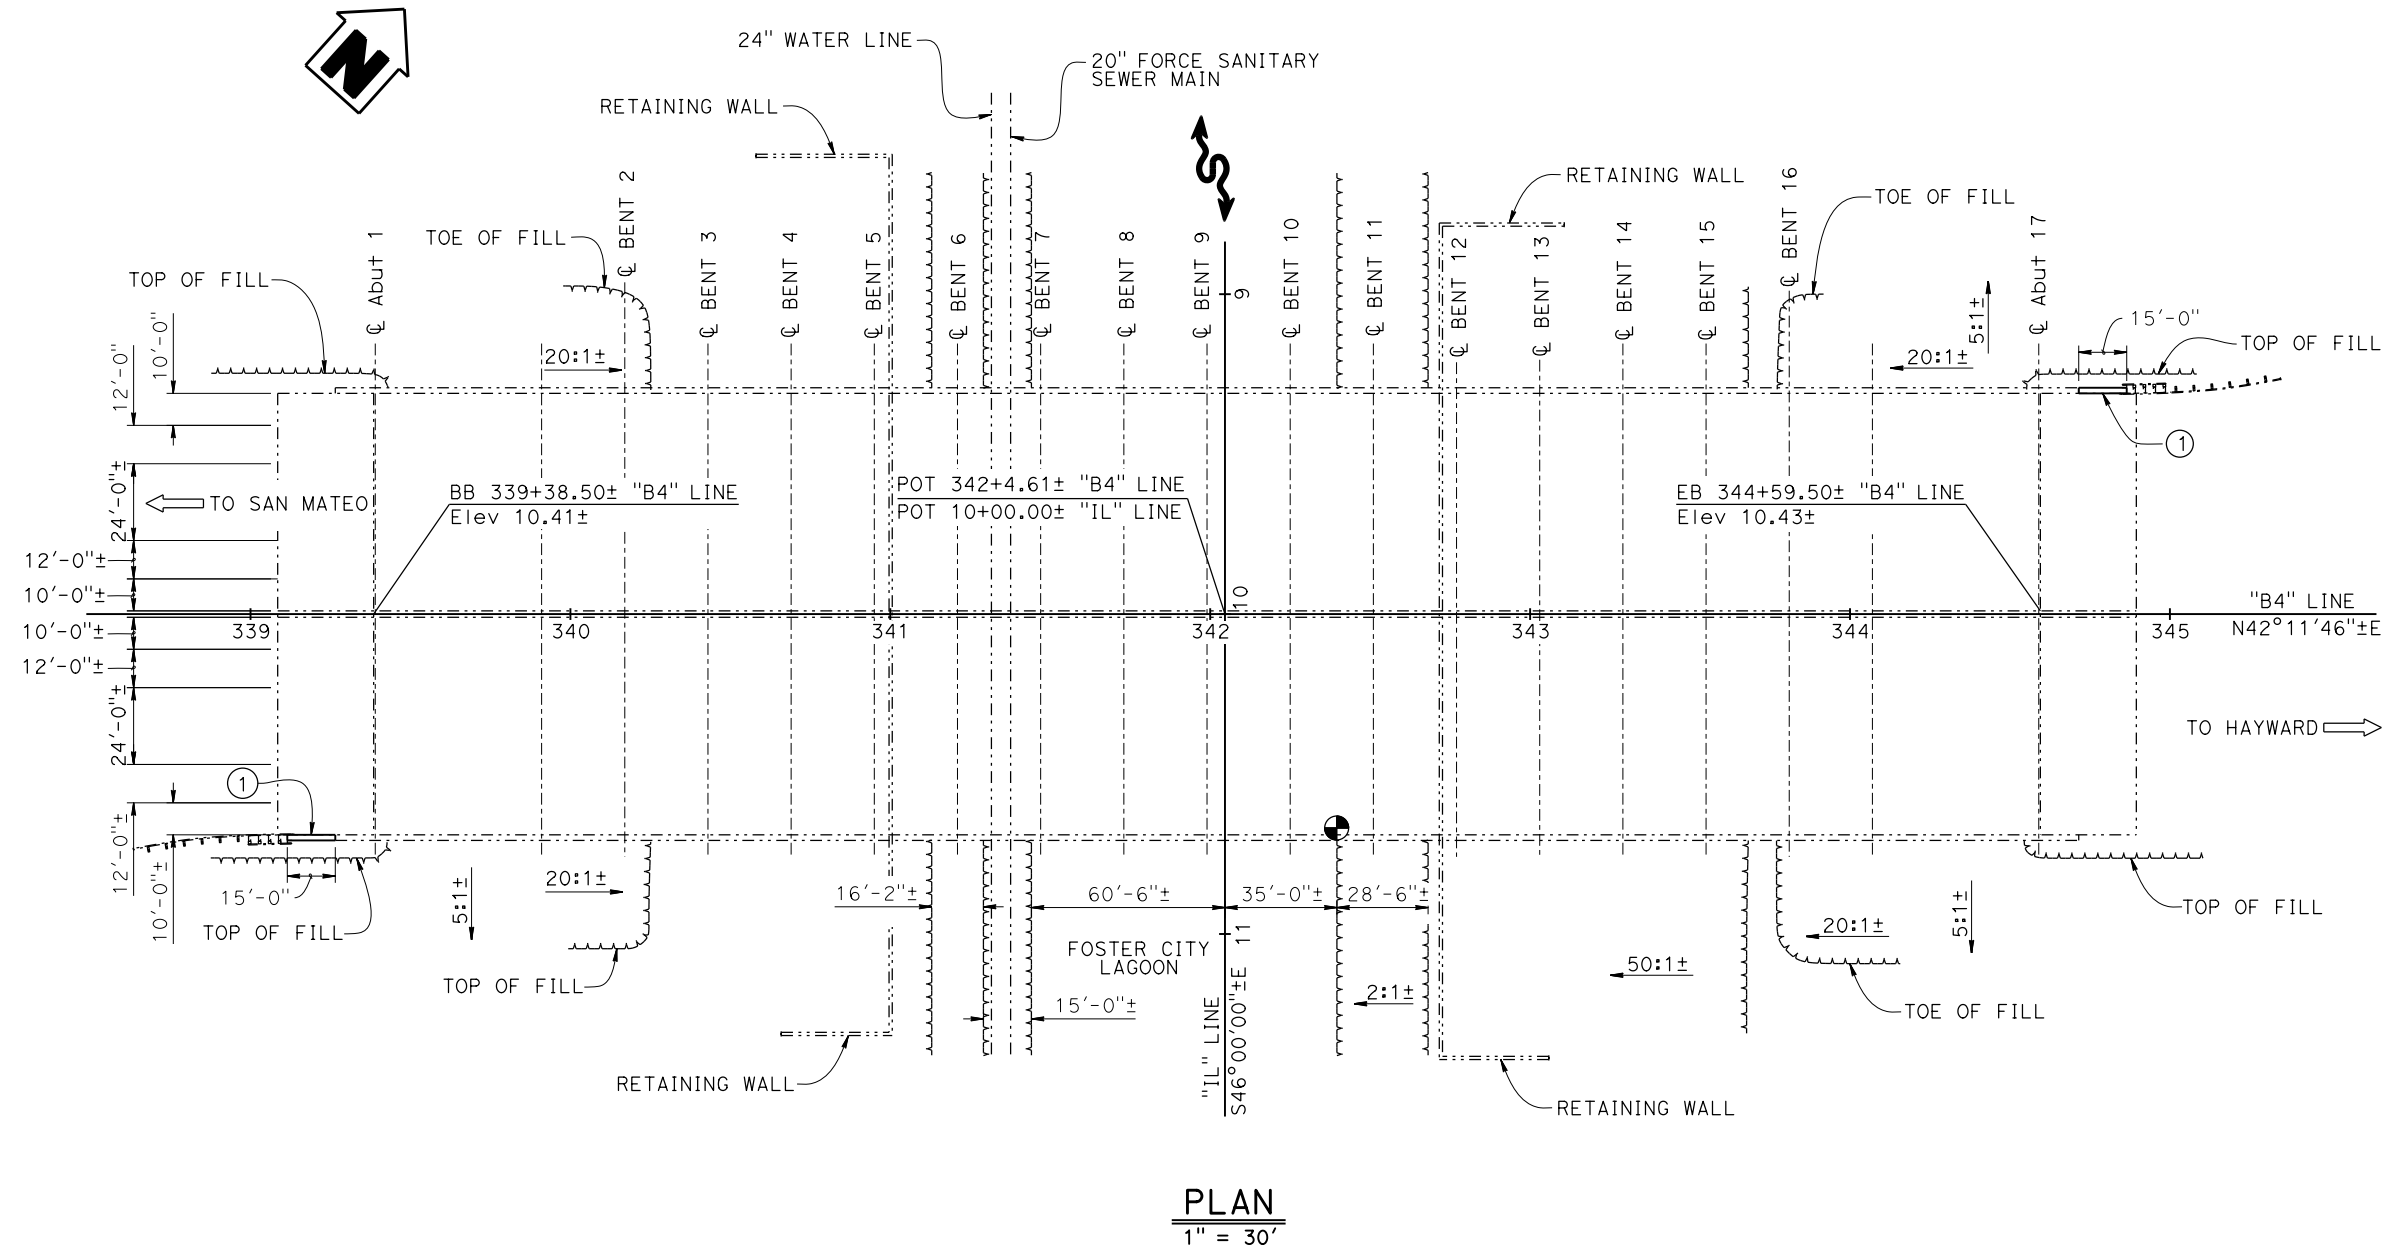 N
24" WATER LINE
20" FORCE SANITARY
SEWER MAIN
RETAINING WALL
RETAINING WALL
TOE OF FILL
TOE OF FILL
TOP OF FILL
TOP OF FILL
℄ Abut 1
℄ BENT 2
℄ BENT 3
℄ BENT 4
℄ BENT 5
℄ BENT 6
℄ BENT 7
℄ BENT 8
℄ BENT 9
℄ BENT 10
℄ BENT 11
℄ BENT 12
℄ BENT 13
℄ BENT 14
℄ BENT 15
℄ BENT 16
℄ Abut 17
9
5:1±
15'-0"
10'-0"
12'-0"
20:1±
20:1±
1
24'-0"±
TO SAN MATEO
BB 339+38.50± "B4" LINE
Elev 10.41±
POT 342+4.61± "B4" LINE
POT 10+00.00± "IL" LINE
EB 344+59.50± "B4" LINE
Elev 10.43±
12'-0"±
10'-0"±
10
"B4" LINE
N42°11'46"±E
339
340
341
342
343
344
345
10'-0"±
12'-0"±
24'-0"±
TO HAYWARD
1
12'-0"±
10'-0"±
15'-0"
TOP OF FILL
5:1±
20:1±
TOP OF FILL
16'-2"±
60'-6"±
35'-0"±
28'-6"±
11
FOSTER CITY
LAGOON
15'-0"±
2:1±
50:1±
20:1±
5:1±
TOP OF FILL
TOE OF FILL
"IL" LINE
S46°00'00"±E
RETAINING WALL
RETAINING WALL
PLAN
1" = 30'